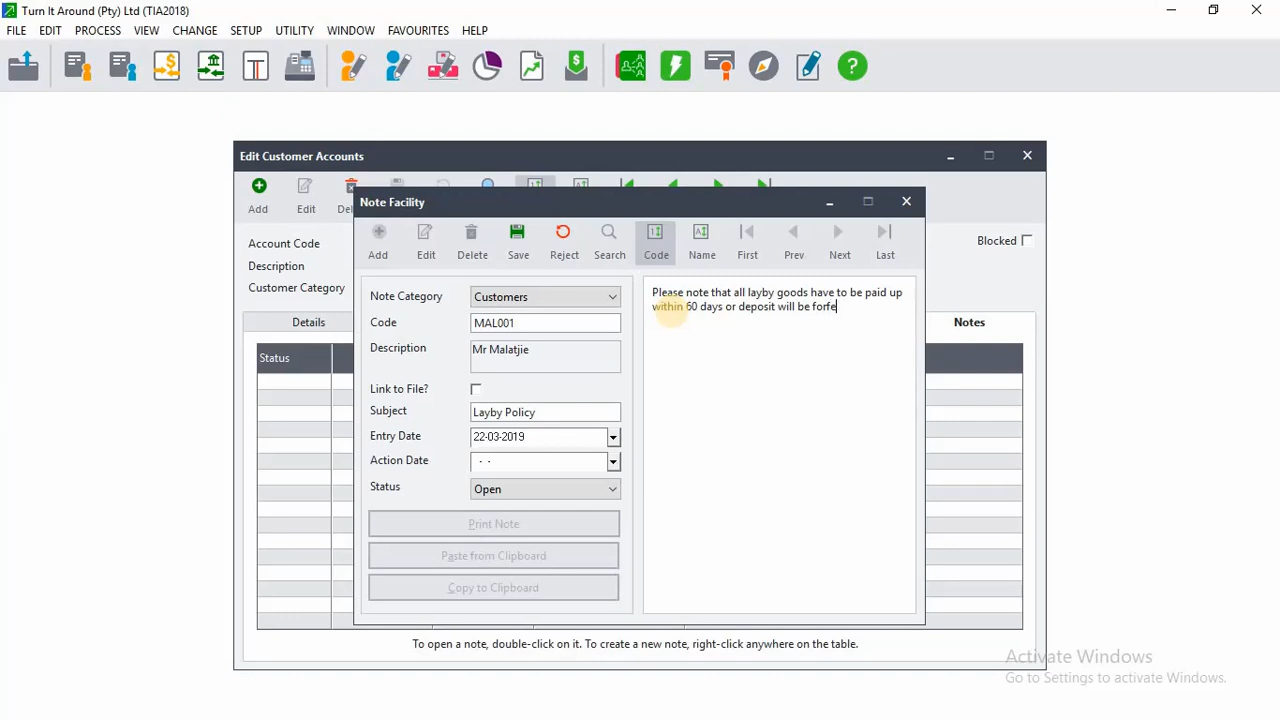 Turn It Around (Pty) Ltd (TIA2018)
FILE EDIT PROCESS VIEW CHANGE SETUP UTILITY WINDOW FAVOURITES HELP
Edit Customer Accounts
Add Edit
Account Code
Description
Customer Category
Blocked
Details
Notes
Status
Note Facility
Add Edit Delete Save Reject Search Code Name First Prev Next Last
Note Category Customers
Code MAL001
Description Mr Malatjie
Link to File?
Subject Layby Policy
Entry Date 22-03-2019
Action Date - -
Status Open
Print Note
Paste from Clipboard
Copy to Clipboard
Please note that all layby goods have to be paid up
within 60 days or deposit will be forfe
To open a note, double-click on it. To create a new note, right-click anywhere on the table.
Activate Windows
Go to Settings to activate Windows.